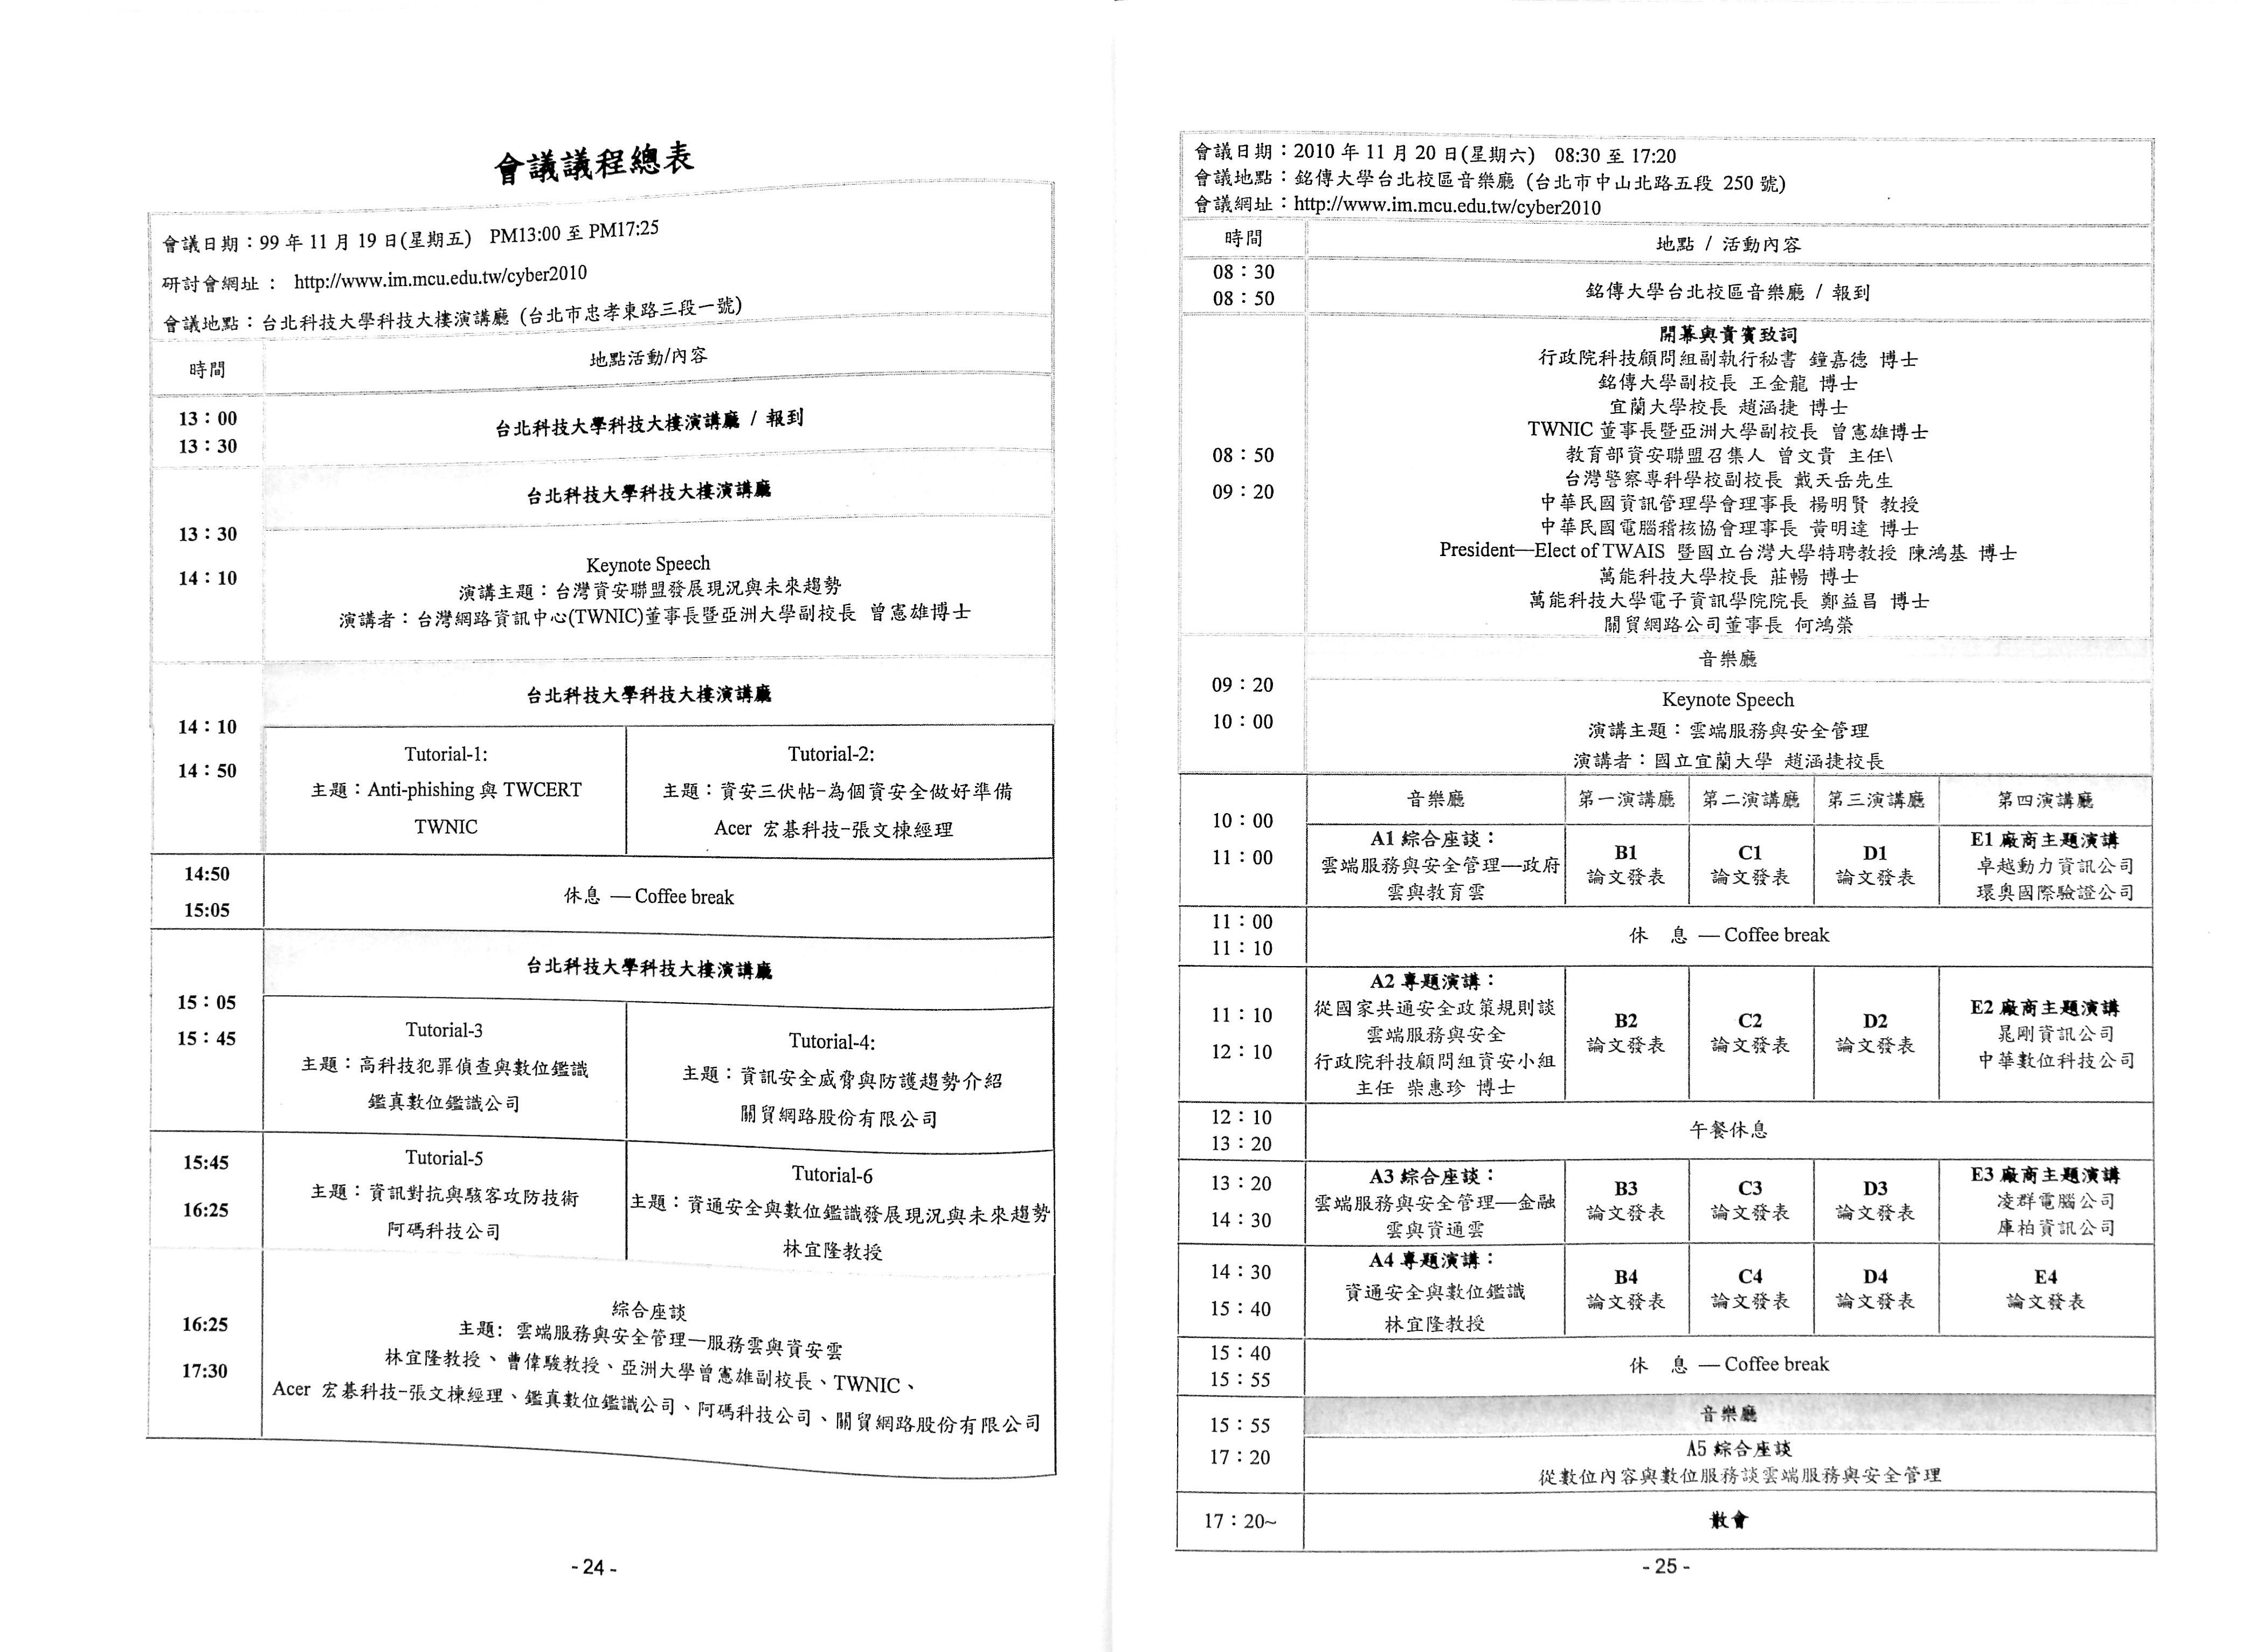 會議議程總表
會議日期：99 年 11 月 19 日(星期五)　PM13:00 至 PM17:25
研討會網址： http://www.im.mcu.edu.tw/cyber2010
會議地點：台北科技大學科技大樓演講廳 (台北市忠孝東路三段一號)
時間
地點活動/內容
13：00
13：30
台北科技大學科技大樓演講廳 / 報到
13：30
14：10
台北科技大學科技大樓演講廳
Keynote Speech
演講主題：台灣資安聯盟發展現況與未來趨勢
演講者：台灣網路資訊中心(TWNIC)董事長暨亞洲大學副校長 曾憲雄博士
14：10
14：50
台北科技大學科技大樓演講廳
Tutorial-1:
主題：Anti-phishing 與 TWCERT
TWNIC
Tutorial-2:
主題：資安三伏帖-為個資安全做好準備
Acer 宏碁科技-張文棟經理
14:50
15:05
休息 — Coffee break
15：05
15：45
台北科技大學科技大樓演講廳
Tutorial-3
主題：高科技犯罪偵查與數位鑑識
鑑真數位鑑識公司
Tutorial-4:
主題：資訊安全威脅與防護趨勢介紹
關貿網路股份有限公司
15:45
16:25
Tutorial-5
主題：資訊對抗與駭客攻防技術
阿碼科技公司
Tutorial-6
主題：資通安全與數位鑑識發展現況與未來趨勢
林宜隆教授
16:25
17:30
綜合座談
主題: 雲端服務與安全管理—服務雲與資安雲
林宜隆教授、曹偉駿教授、亞洲大學曾憲雄副校長、TWNIC、
Acer 宏碁科技-張文棟經理、鑑真數位鑑識公司、阿碼科技公司、關貿網路股份有限公司
- 24 -
會議日期：2010 年 11 月 20 日(星期六)　08:30 至 17:20
會議地點：銘傳大學台北校區音樂廳 (台北市中山北路五段 250 號)
會議網址：http://www.im.mcu.edu.tw/cyber2010
時間
地點 / 活動內容
08：30
08：50
銘傳大學台北校區音樂廳 / 報到
08：50
09：20
開幕與貴賓致詞
行政院科技顧問組副執行秘書 鐘嘉德 博士
銘傳大學副校長 王金龍 博士
宜蘭大學校長 趙涵捷 博士
TWNIC 董事長暨亞洲大學副校長 曾憲雄博士
教育部資安聯盟召集人 曾文貴 主任\
台灣警察專科學校副校長 戴天岳先生
中華民國資訊管理學會理事長 楊明賢 教授
中華民國電腦稽核協會理事長 黃明達 博士
President—Elect of TWAIS 暨國立台灣大學特聘教授 陳鴻基 博士
萬能科技大學校長 莊暢 博士
萬能科技大學電子資訊學院院長 鄭益昌 博士
關貿網路公司董事長 何鴻榮
09：20
10：00
音樂廳
Keynote Speech
演講主題：雲端服務與安全管理
演講者：國立宜蘭大學 趙涵捷校長
10：00
11：00
音樂廳
第一演講廳
第二演講廳
第三演講廳
第四演講廳
A1 綜合座談：
雲端服務與安全管理—政府
雲與教育雲
B1
論文發表
C1
論文發表
D1
論文發表
E1 廠商主題演講
卓越動力資訊公司
環奧國際驗證公司
11：00
11：10
休　息 — Coffee break
11：10
12：10
A2 專題演講：
從國家共通安全政策規則談
雲端服務與安全
行政院科技顧問組資安小組
主任 柴惠珍 博士
B2
論文發表
C2
論文發表
D2
論文發表
E2 廠商主題演講
晁剛資訊公司
中華數位科技公司
12：10
13：20
午餐休息
13：20
14：30
A3 綜合座談：
雲端服務與安全管理—金融
雲與資通雲
B3
論文發表
C3
論文發表
D3
論文發表
E3 廠商主題演講
凌群電腦公司
庫柏資訊公司
14：30
15：40
A4 專題演講：
資通安全與數位鑑識
林宜隆教授
B4
論文發表
C4
論文發表
D4
論文發表
E4
論文發表
15：40
15：55
休　息 — Coffee break
15：55
17：20
音樂廳
A5 綜合座談
從數位內容與數位服務談雲端服務與安全管理
17：20~
散會
- 25 -